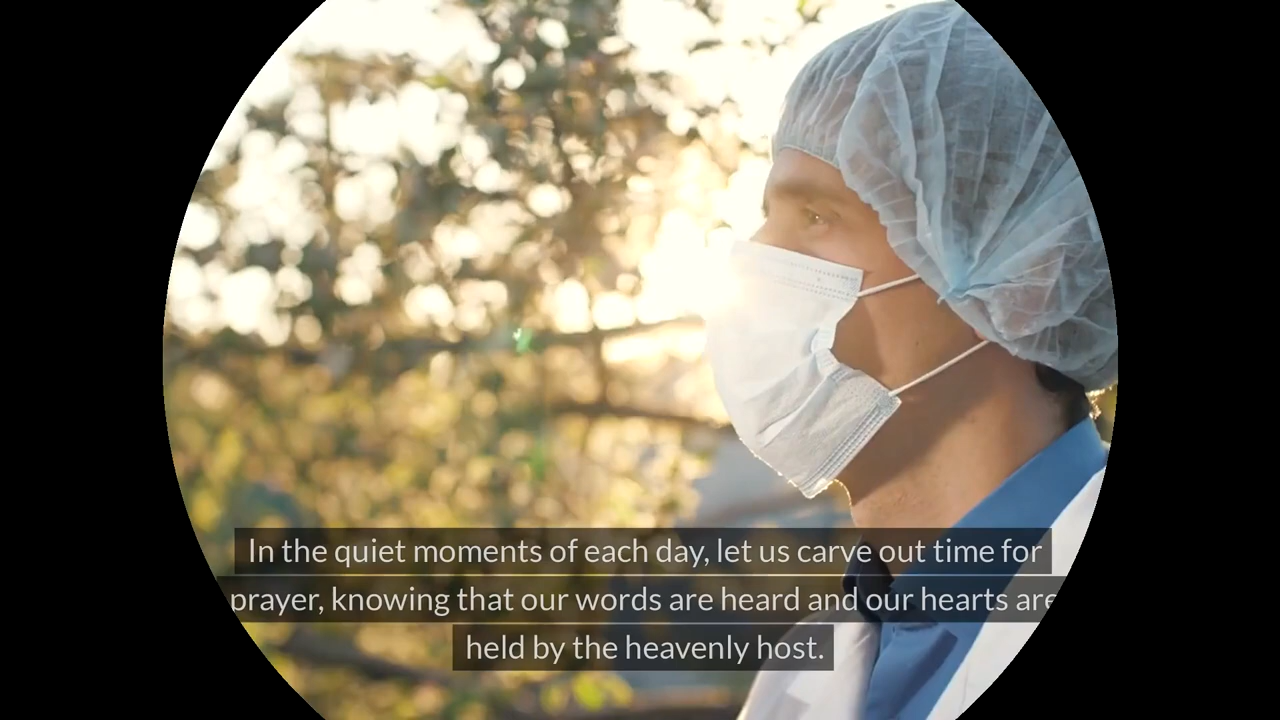 In the quiet moments of each day, let us carve out time for
prayer, knowing that our words are heard and our hearts are
held by the heavenly host.